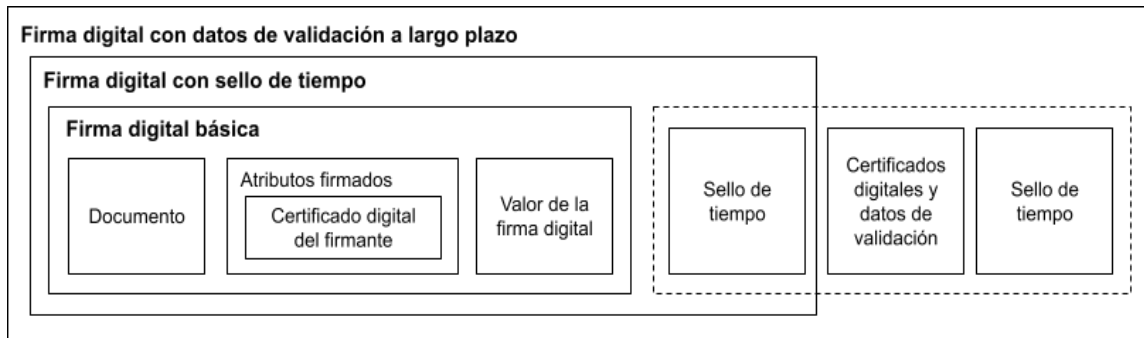 Firma digital con datos de validación a largo plazo
Firma digital con sello de tiempo
Firma digital básica
Documento
Atributos firmados
Certificado digital
del firmante
Valor de la
firma digital
Sello de
tiempo
Certificados
digitales y
datos de
validación
Sello de
tiempo